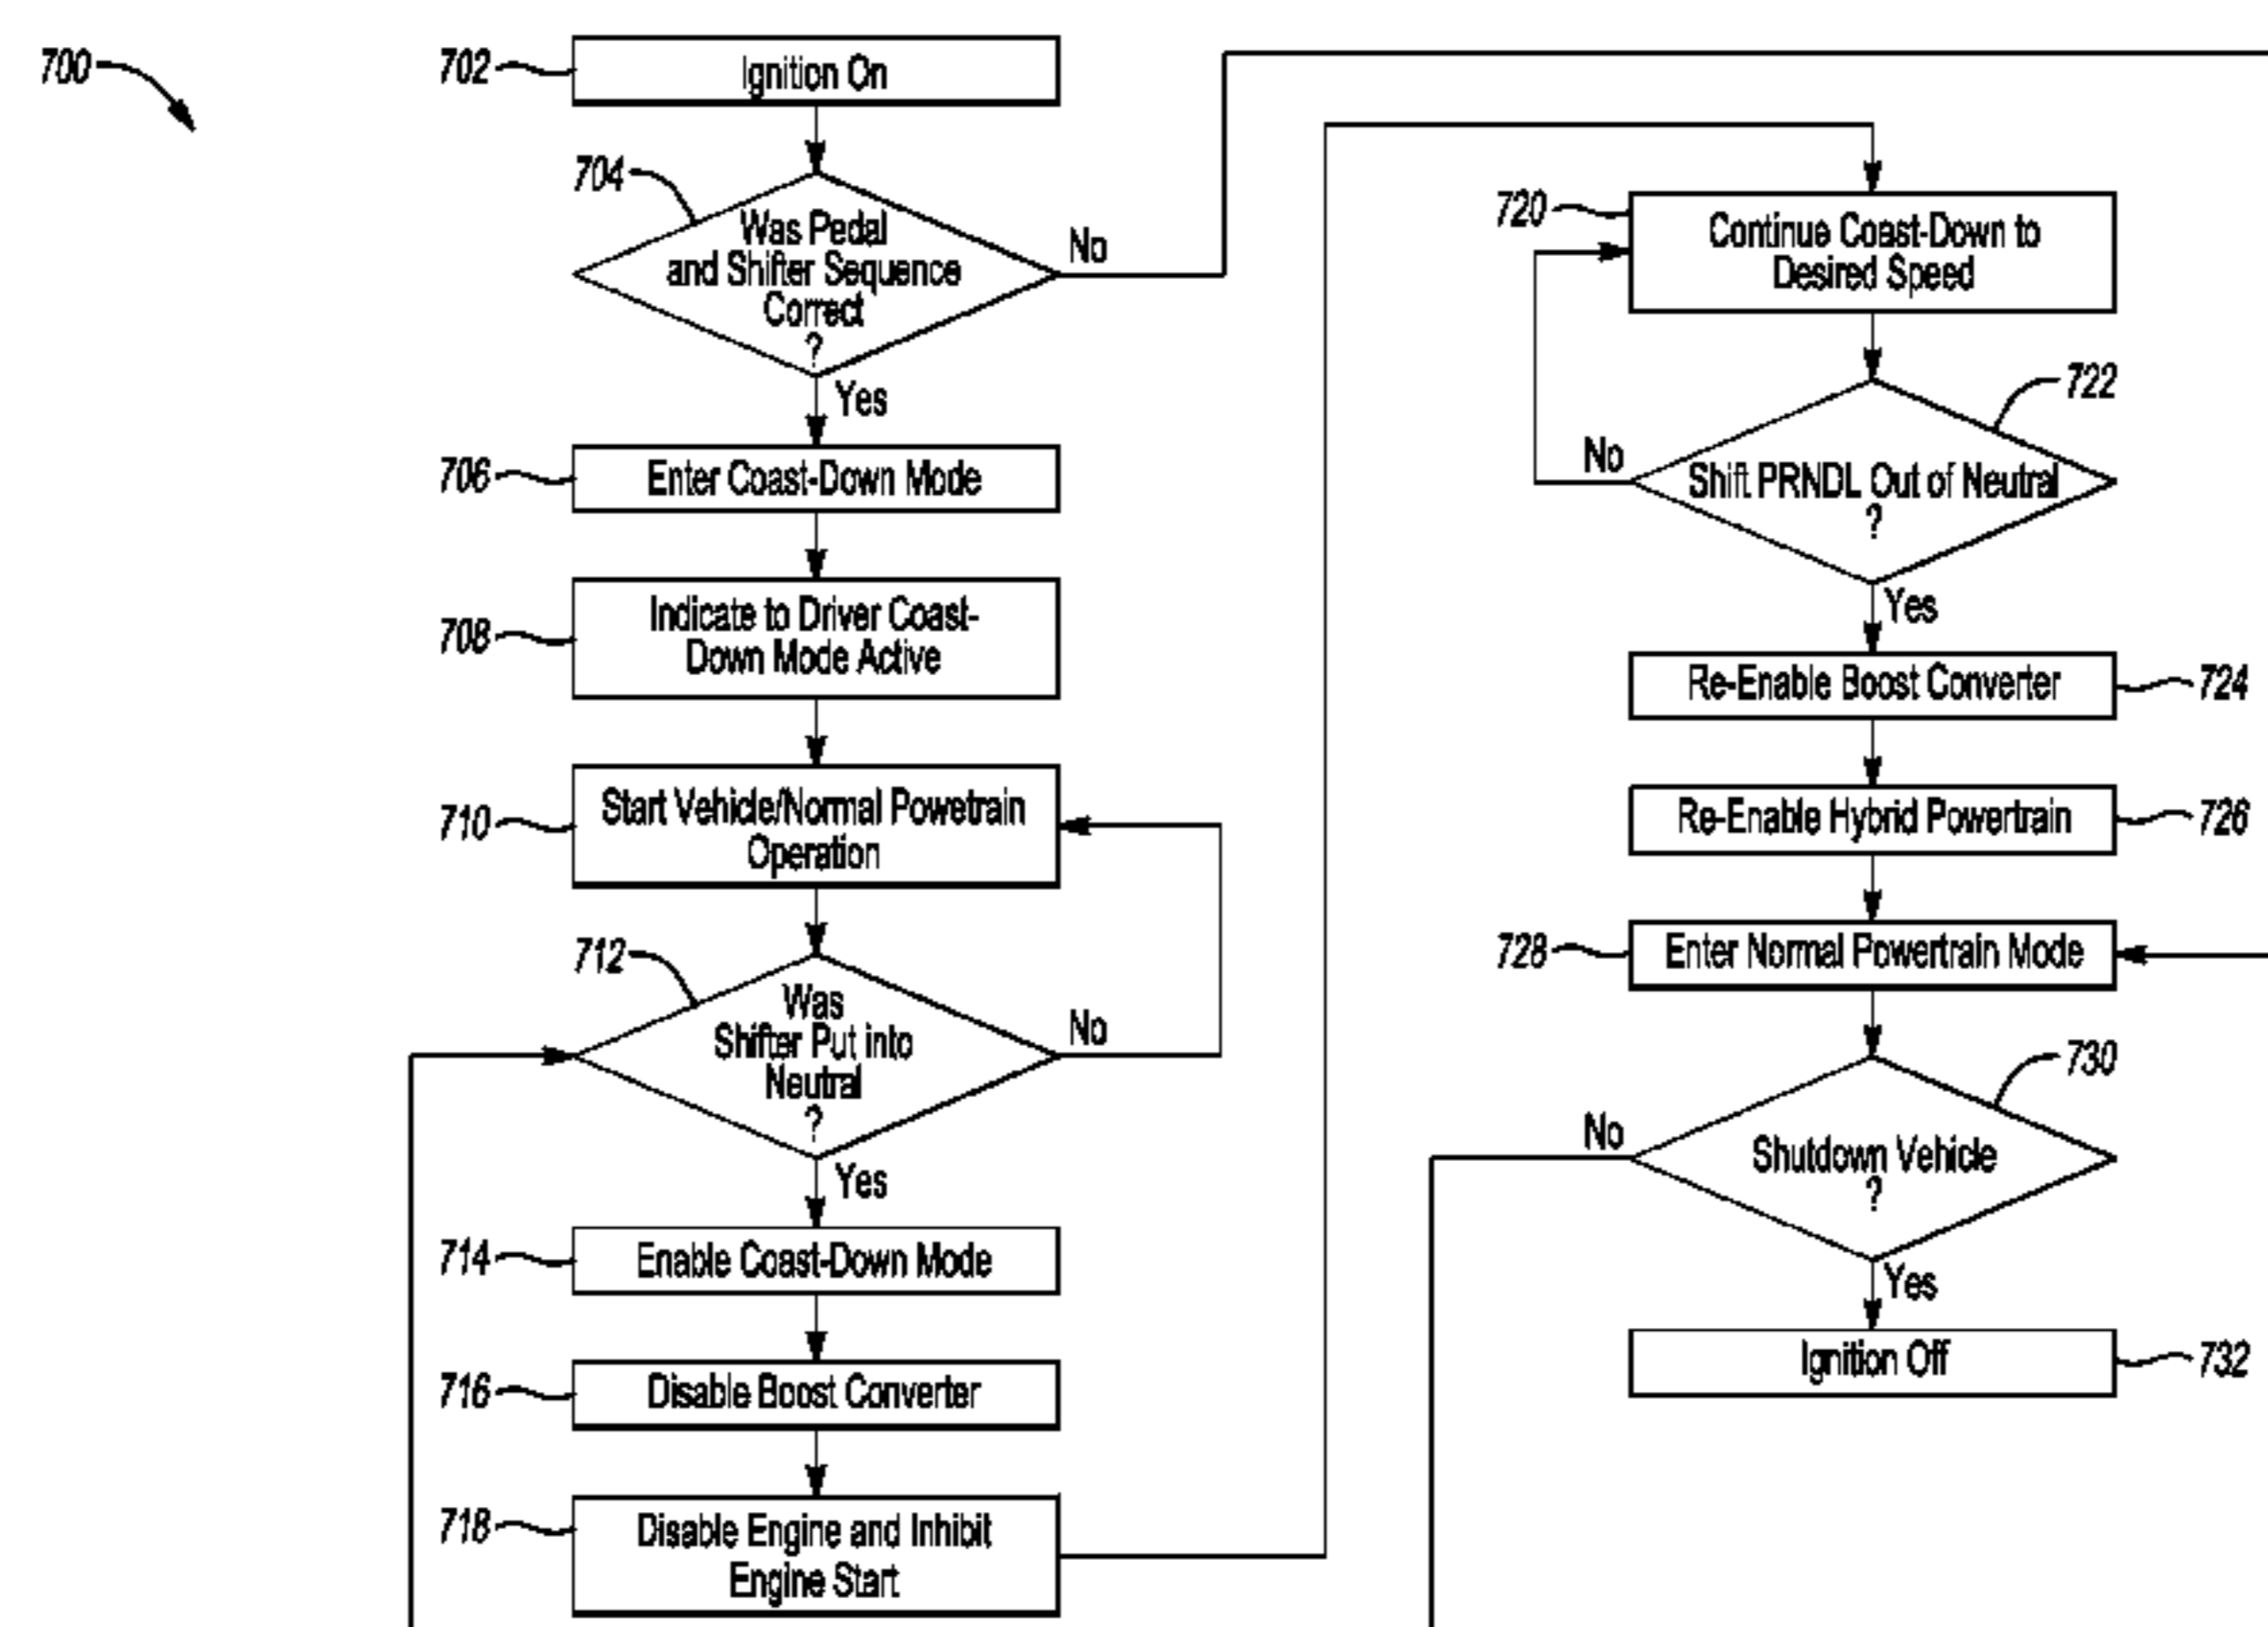 700
702
Ignition On
704
Was Pedal
and Shifter Sequence
Correct
?
No
Yes
706
Enter Coast-Down Mode
708
Indicate to Driver Coast-
Down Mode Active
710
Start Vehicle/Normal Powetrain
Operation
712
Was
Shifter Put into
Neutral
?
No
Yes
714
Enable Coast-Down Mode
716
Disable Boost Converter
718
Disable Engine and Inhibit
Engine Start
720
Continue Coast-Down to
Desired Speed
722
No
Shift PRNDL Out of Neutral
?
Yes
Re-Enable Boost Converter
724
Re-Enable Hybrid Powertrain
726
728
Enter Normal Powertrain Mode
730
No
Shutdown Vehicle
?
Yes
Ignition Off
732